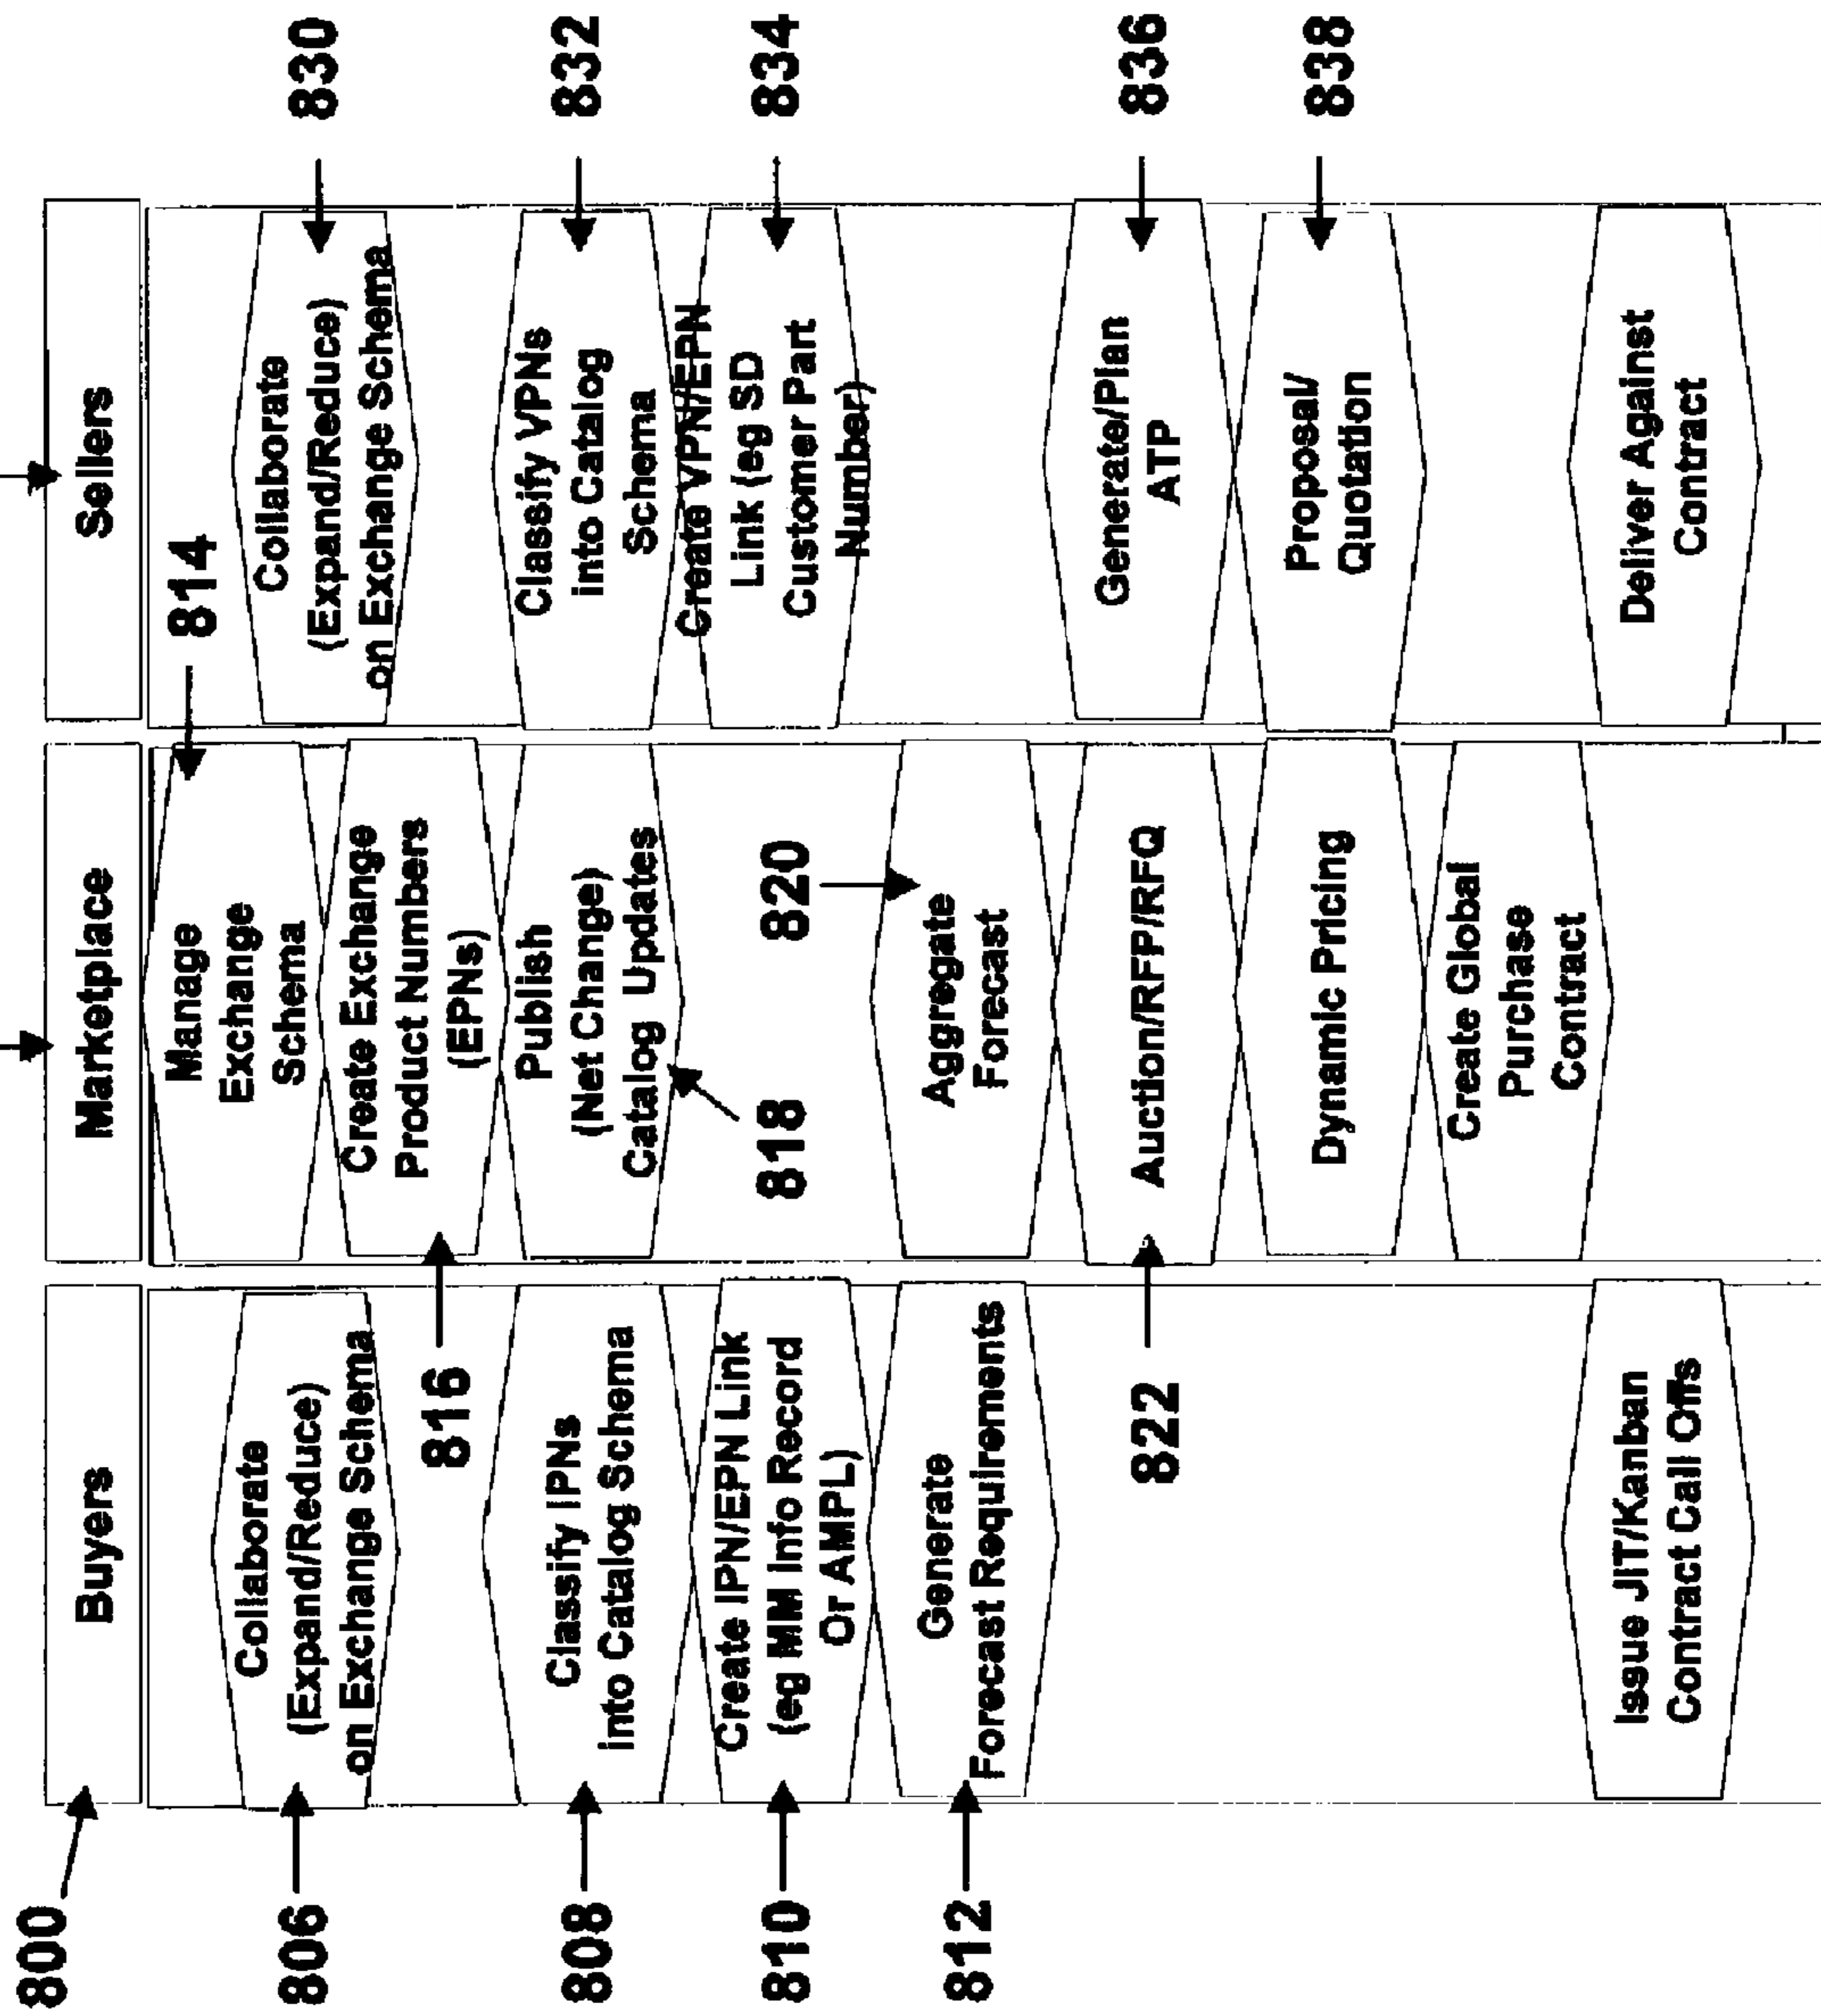 800
Buyers
806
Collaborate
(Expand/Reduce)
on Exchange Schema
808
Classify IPNs
into Catalog Schema
810
Create IPN/EPN Link
(eg MM Info Record
Or AMPL)
812
Generate
Forecast Requirements
Issue JIT/Kanban
Contract Call Offs
Marketplace
814
Manage
Exchange
Schema
816
Create Exchange
Product Numbers
(EPNs)
Publish
(Net Change)
Catalog Updates
818
820
Aggregate
Forecast
822
Auction/RFP/RFQ
Dynamic Pricing
Create Global
Purchase
Contract
Sellers
830
Collaborate
(Expand/Reduce)
on Exchange Schema
832
Classify VPNs
into Catalog
Schema
834
Create VPN/EPN
Link (eg SD
Customer Part
Number)
836
Generate/Plan
ATP
838
Proposal/
Quotation
Deliver Against
Contract